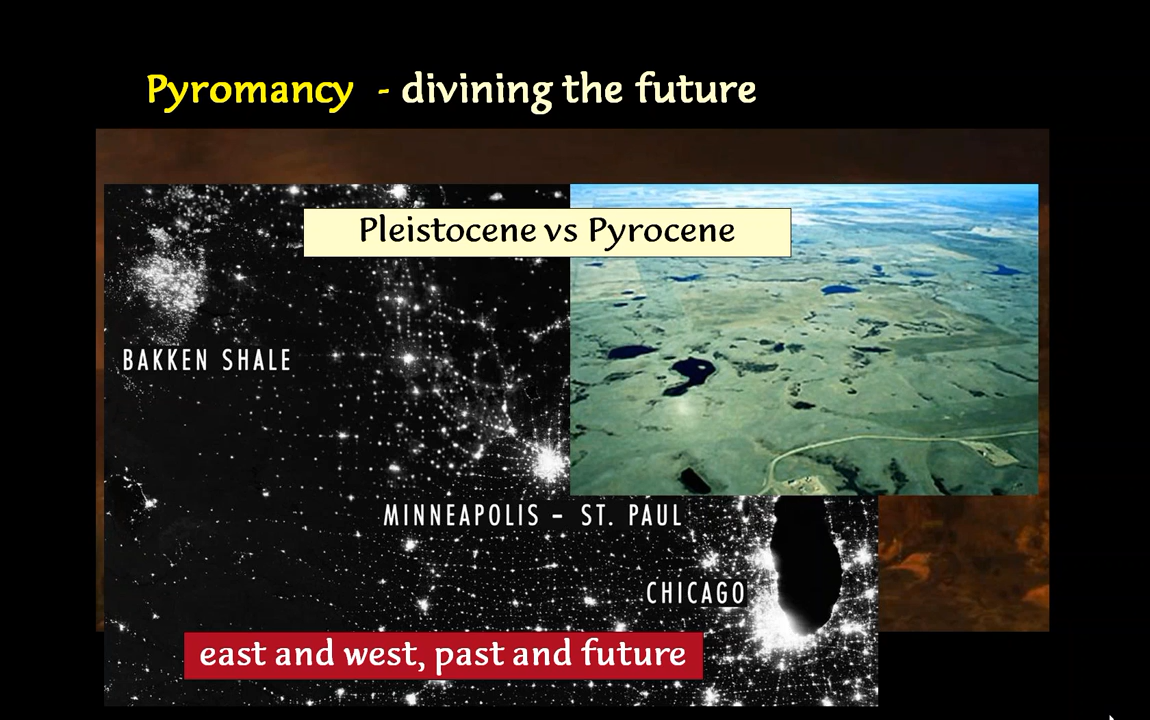 Pyromancy - divining the future
Pleistocene vs Pyrocene
BAKKEN SHALE
MINNEAPOLIS – ST. PAUL
CHICAGO
east and west, past and future